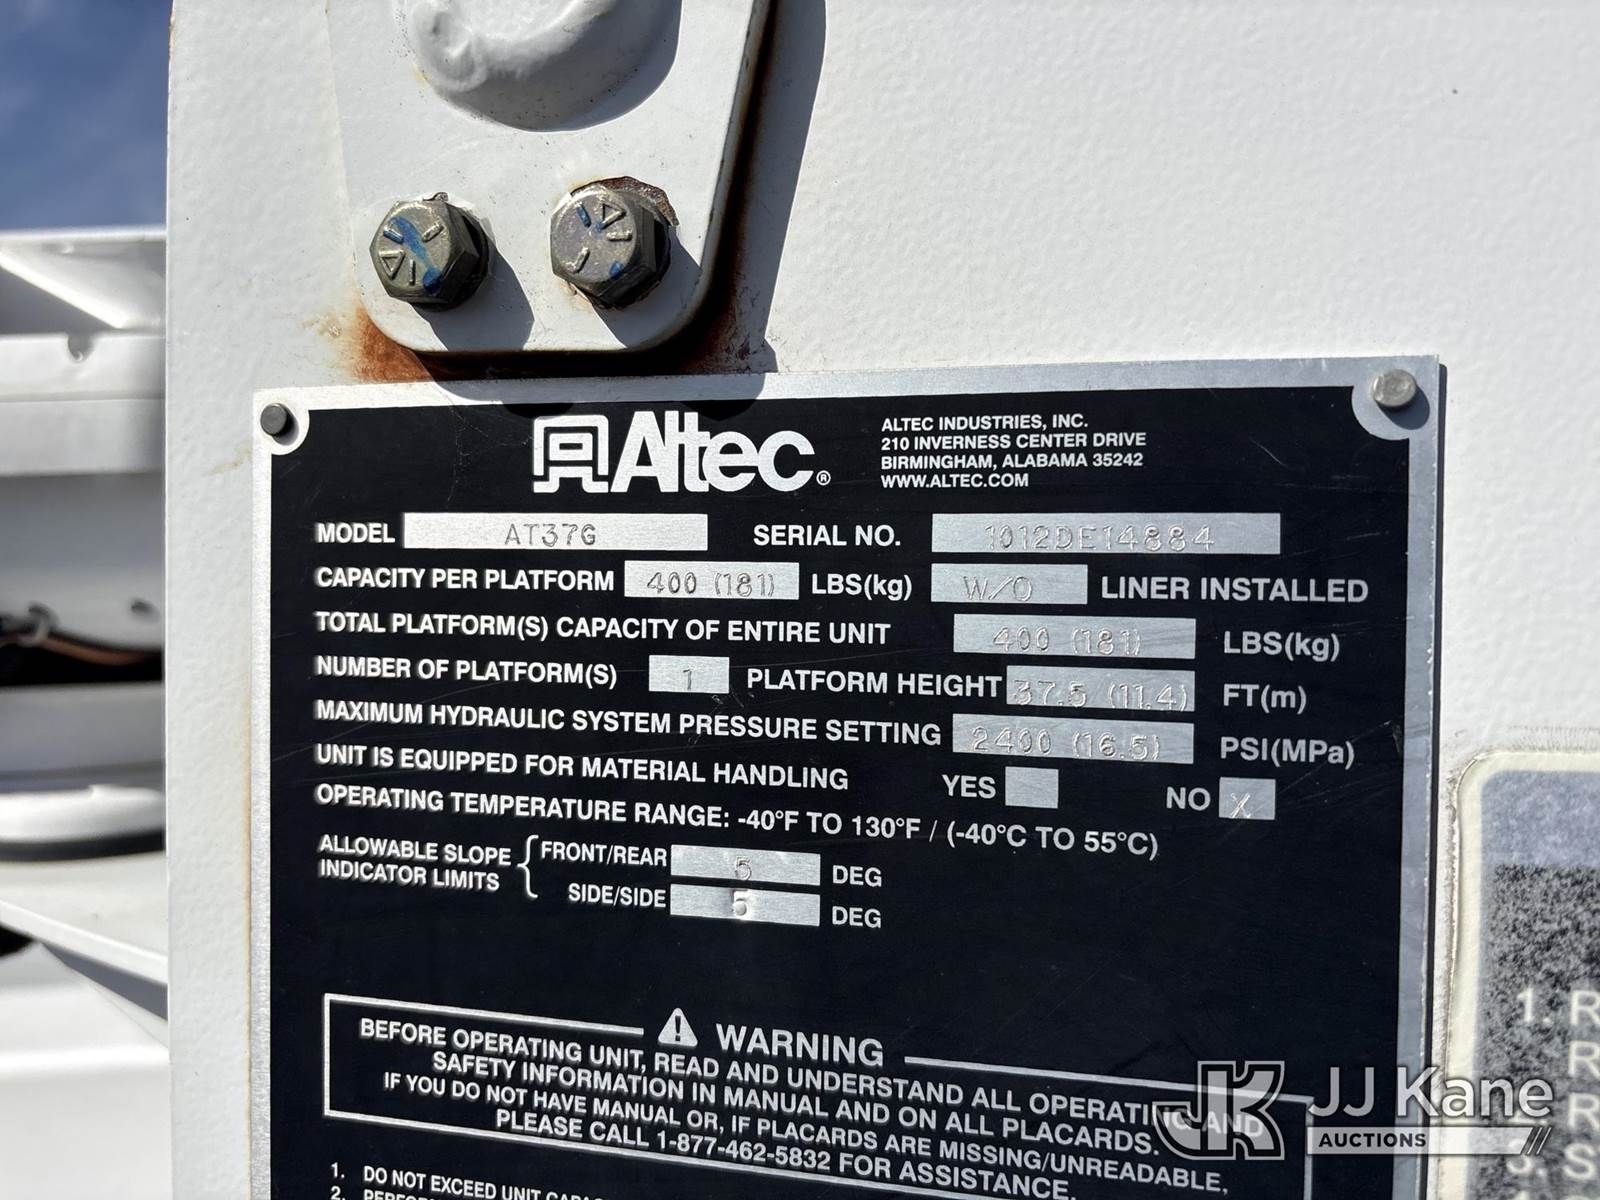 Altec®
ALTEC INDUSTRIES, INC.
210 INVERNESS CENTER DRIVE
BIRMINGHAM, ALABAMA 35242
WWW.ALTEC.COM
MODEL AT37G SERIAL NO. 1012DE14884
CAPACITY PER PLATFORM 400 (181) LBS(kg) W/O LINER INSTALLED
TOTAL PLATFORM(S) CAPACITY OF ENTIRE UNIT 400 (181) LBS(kg)
NUMBER OF PLATFORM(S) 1 PLATFORM HEIGHT 37.5 (11.4) FT(m)
MAXIMUM HYDRAULIC SYSTEM PRESSURE SETTING 2400 (16.5) PSI(MPa)
UNIT IS EQUIPPED FOR MATERIAL HANDLING YES NO X
OPERATING TEMPERATURE RANGE: -40°F TO 130°F / (-40°C TO 55°C)
ALLOWABLE SLOPE INDICATOR LIMITS { FRONT/REAR 5 DEG
SIDE/SIDE 5 DEG
⚠ WARNING
BEFORE OPERATING UNIT, READ AND UNDERSTAND ALL OPERATING AND
SAFETY INFORMATION IN MANUAL AND ON ALL PLACARDS.
IF YOU DO NOT HAVE MANUAL OR, IF PLACARDS ARE MISSING/UNREADABLE,
PLEASE CALL 1-877-462-5832 FOR ASSISTANCE.
1. DO NOT EXCEED UNIT
2.
1. R
R
R
S
JK JJ Kane
AUCTIONS